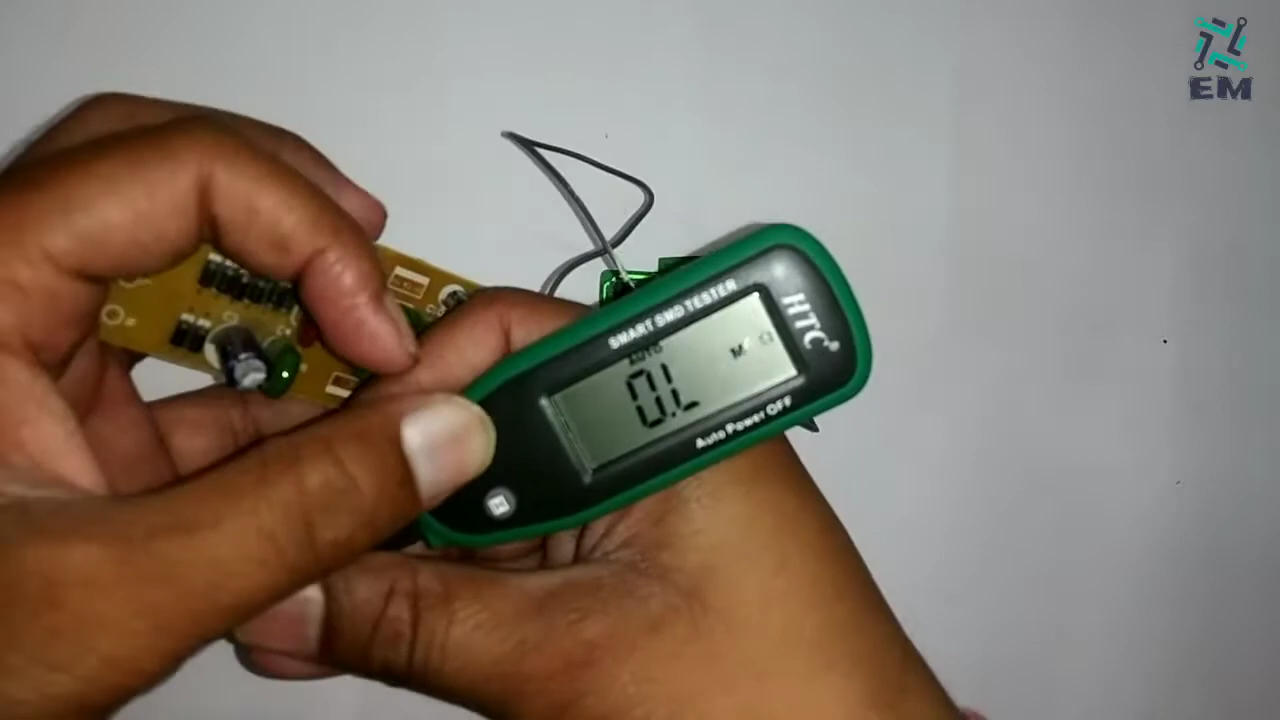 EM
SMART SMD TESTER
HTC®
AUTO
M Ω
0.L
Auto Power OFF
H